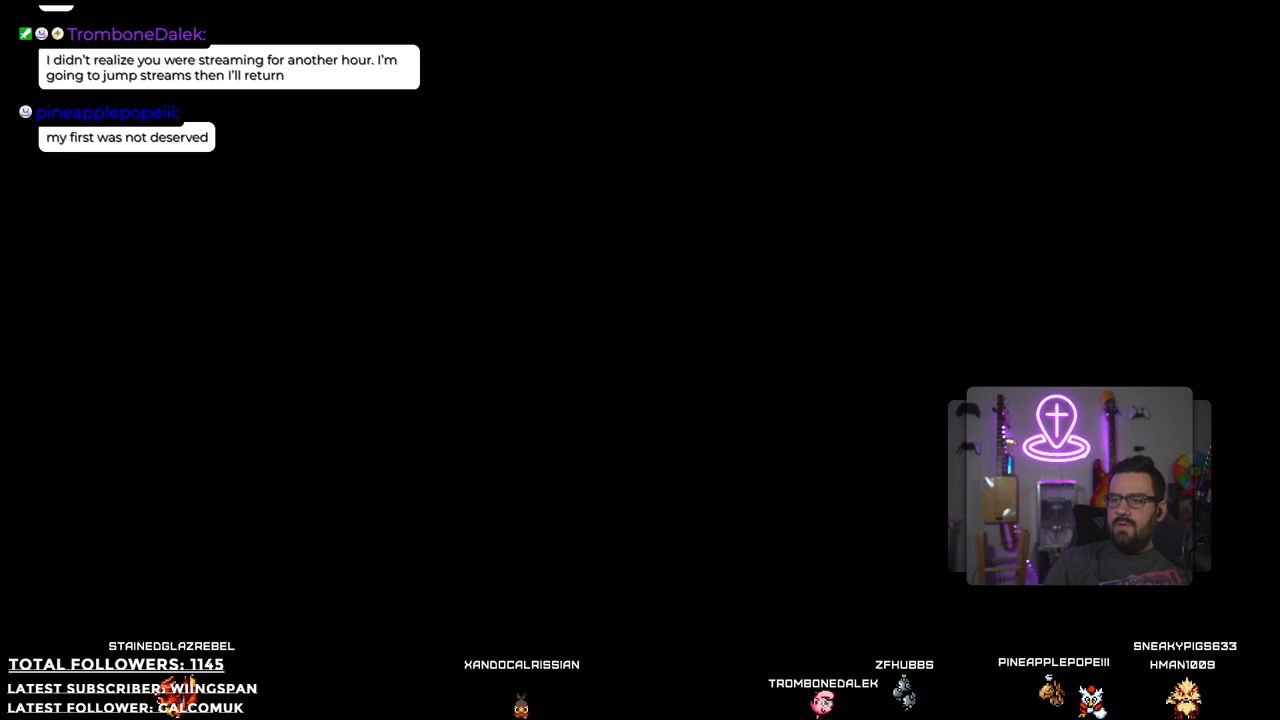 TromboneDalek:
I didn't realize you were streaming for another hour. I'm
going to jump streams then I'll return
pineapplepopeiii:
my first was not deserved
STAINEDGLAZREBEL
TOTAL FOLLOWERS: 1145
LATEST SUBSCRIBER: WIINGSPAN
LATEST FOLLOWER: CALCOMUK
XANDOCALRISSIAN
TROMBONEDALEK
ZFHUBBS
PINEAPPLEPOPEIII
SNEAKYPIGS633
HMAN1009